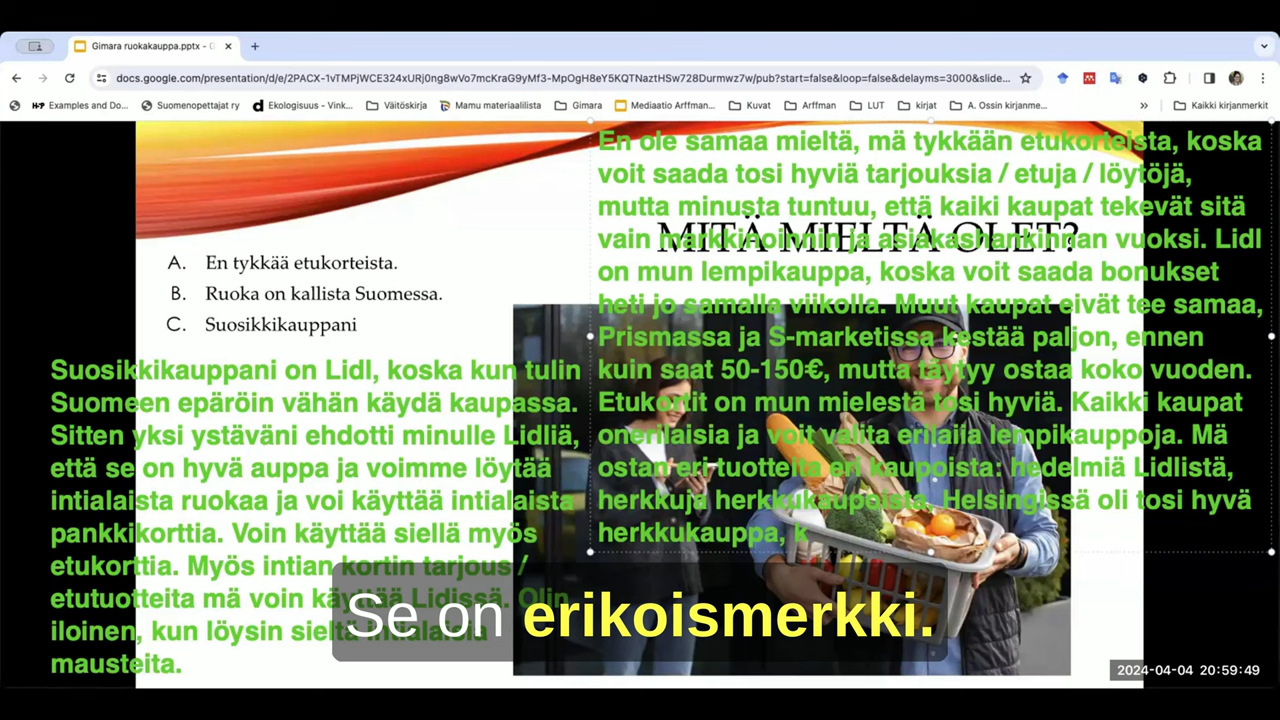 Gimara ruokakauppa.pptx - G
docs.google.com/presentation/d/e/2PACX-1vTMPjWCE324xURj0ng8wVo7mcKraG9yMf3-MpOgH8eY5KQTNaztHSw728Durmwz7w/pub?start=false&loop=false&delayms=3000&slide...
Examples and Do...
Suomenopettajat ry
Ekologisuus - Vink...
Väitöskirja
Mamu materiaalilista
Gimara
Mediaatio Arffman...
Kuvat
Arffman
LUT
kirjat
A. Ossin kirjanme...
Kaikki kirjanmerkit
MITÄ MIELTÄ OLET?
A. En tykkää etukorteista.
B. Ruoka on kallista Suomessa.
C. Suosikkikauppani
Suosikkikauppani on Lidl, koska kun tulin
Suomeen epäröin vähän käydä kaupassa.
Sitten yksi ystäväni ehdotti minulle Lidliä,
että se on hyvä auppa ja voimme löytää
intialaista ruokaa ja voi käyttää intialaista
pankkikorttia. Voin käyttää siellä myös
etukorttia. Myös intian kortin tarjous /
etutuotteita mä voin käyttää Lidlissä. Olin
iloinen, kun löysin sieltä intialaisia
mausteita.
En ole samaa mieltä, mä tykkään etukorteista, koska
voit saada tosi hyviä tarjouksia / etuja / löytöjä,
mutta minusta tuntuu, että kaiki kaupat tekevät sitä
vain markkinoinnin ja asiakashankinnan vuoksi. Lidl
on mun lempikauppa, koska voit saada bonukset
heti jo samalla viikolla. Muut kaupat eivät tee samaa,
Prismassa ja S-marketissa kestää paljon, ennen
kuin saat 50-150€, mutta täytyy ostaa koko vuoden.
Etukortit on mun mielestä tosi hyviä. Kaikki kaupat
onerilaisia ja voit valita erilaila lempikauppoja. Mä
ostan eri tuotteita eri kaupoista: hedelmiä Lidlistä,
herkkuja herkkukaupoista. Helsingissä oli tosi hyvä
herkkukauppa, k
Se on erikoismerkki.
2024-04-04 20:59:49